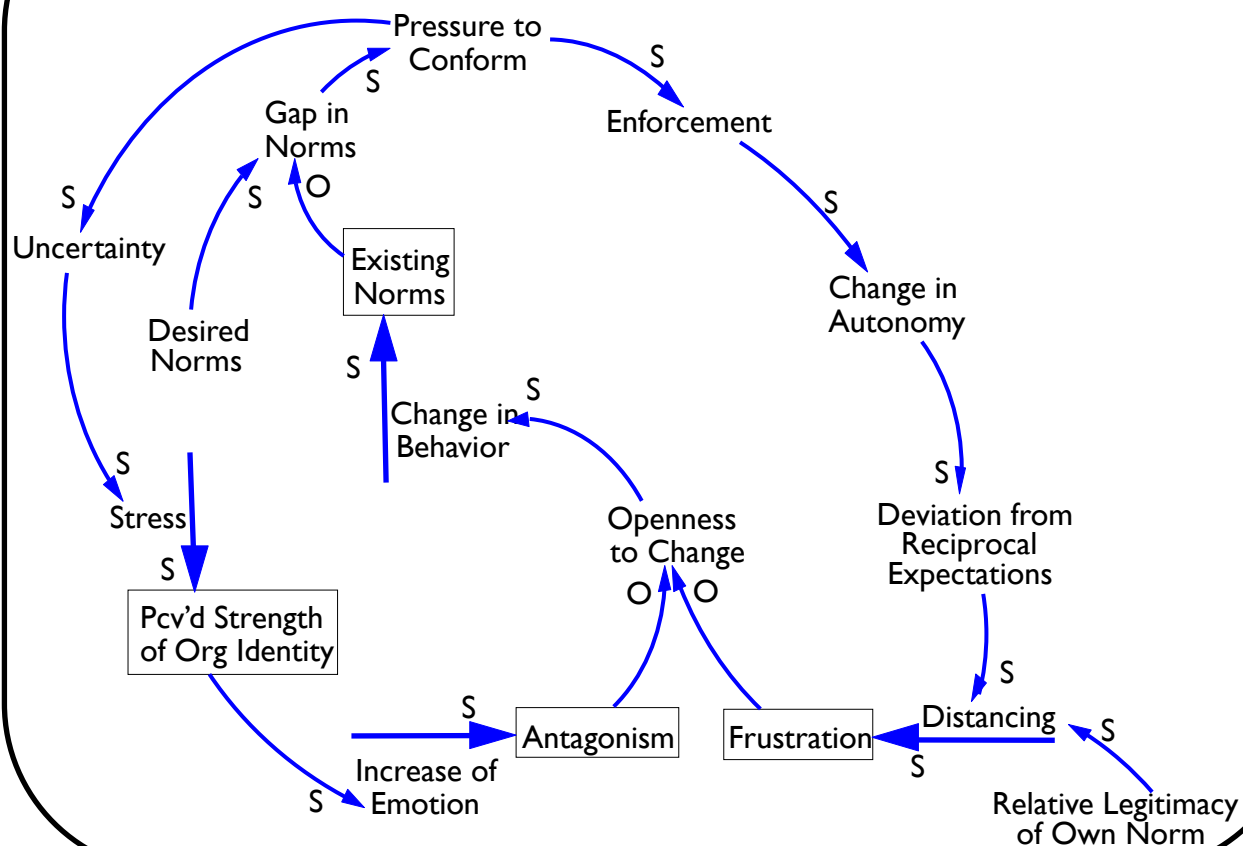 Pressure to
Conform
S
S
Gap in
Norms
Enforcement
S
S
O
S
S
Uncertainty
Existing
Norms
Change in
Autonomy
Desired
Norms
S
S
Change in
Behavior
S
S
Stress
Openness
to Change
Deviation from
Reciprocal
Expectations
S
O
O
Pcv'd Strength
of Org Identity
S
S
Antagonism
Frustration
Distancing
S
S
Increase of
Emotion
S
Relative Legitimacy
of Own Norm